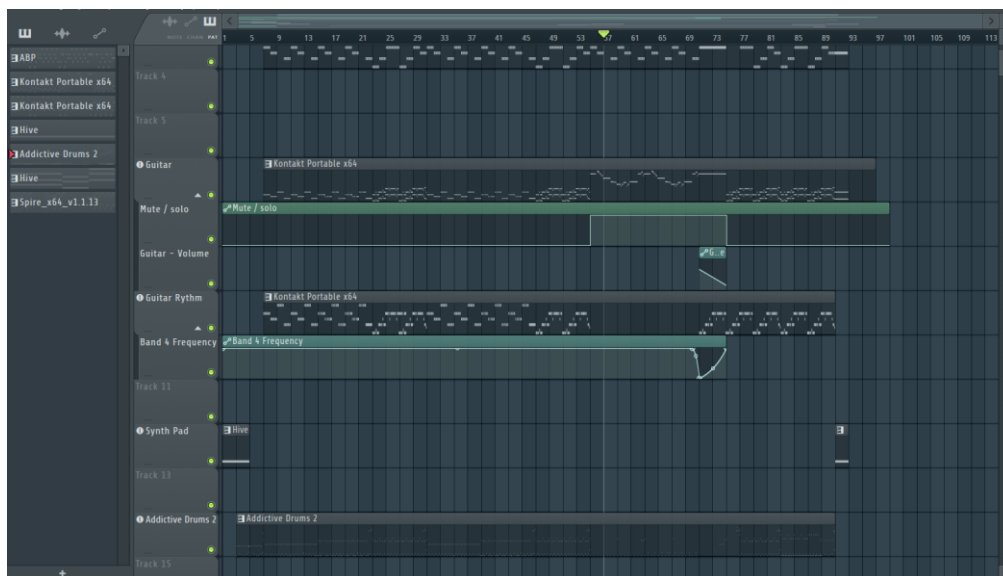 NOTE CHAN PAT
1 5 9 13 17 21 25 29 33 37 41 45 49 53 57 61 65 69 73 77 81 85 89 93 97 101 105 109 113
ABP
Kontakt Portable x64
Kontakt Portable x64
Hive
Addictive Drums 2
Hive
Spire_x64_v1.1.13
Track 4
Track 5
Guitar
Kontakt Portable x64
Mute / solo
Mute / solo
Guitar - Volume
G…e
Guitar Rythm
Kontakt Portable x64
Band 4 Frequency
Band 4 Frequency
Track 11
Synth Pad
Hive
Track 13
Addictive Drums 2
Addictive Drums 2
Track 15